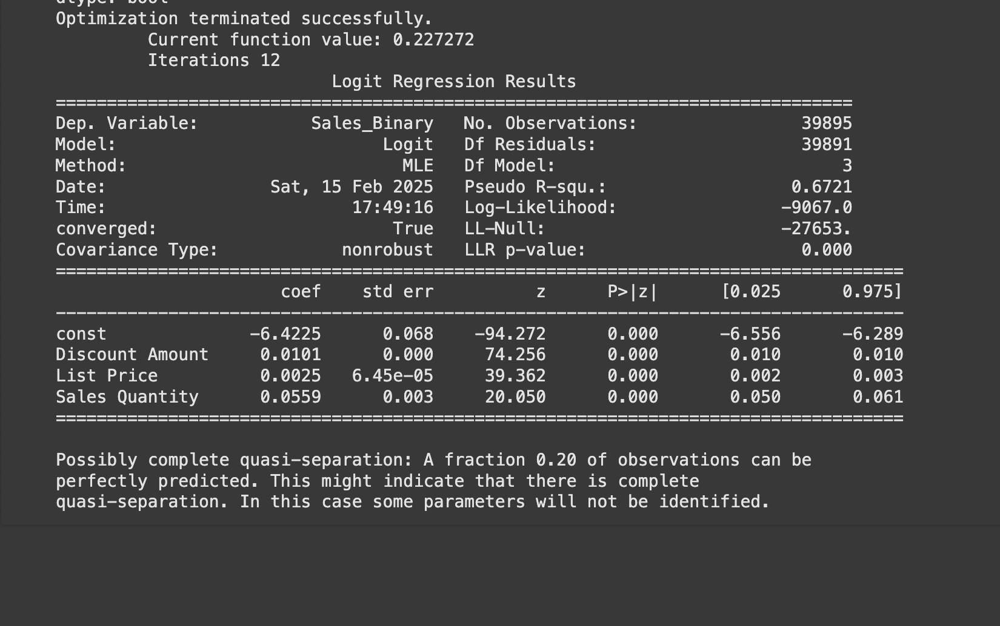 dtype: bool
Optimization terminated successfully.
         Current function value: 0.227272
         Iterations 12
                           Logit Regression Results
==============================================================================
Dep. Variable:           Sales_Binary   No. Observations:                39895
Model:                          Logit   Df Residuals:                    39891
Method:                           MLE   Df Model:                            3
Date:                Sat, 15 Feb 2025   Pseudo R-squ.:                  0.6721
Time:                        17:49:16   Log-Likelihood:                -9067.0
converged:                       True   LL-Null:                       -27653.
Covariance Type:            nonrobust   LLR p-value:                     0.000
===================================================================================
                      coef    std err          z      P>|z|      [0.025      0.975]
-----------------------------------------------------------------------------------
const              -6.4225      0.068    -94.272      0.000      -6.556      -6.289
Discount Amount     0.0101      0.000     74.256      0.000       0.010       0.010
List Price          0.0025   6.45e-05     39.362      0.000       0.002       0.003
Sales Quantity      0.0559      0.003     20.050      0.000       0.050       0.061
===================================================================================
Possibly complete quasi-separation: A fraction 0.20 of observations can be
perfectly predicted. This might indicate that there is complete
quasi-separation. In this case some parameters will not be identified.